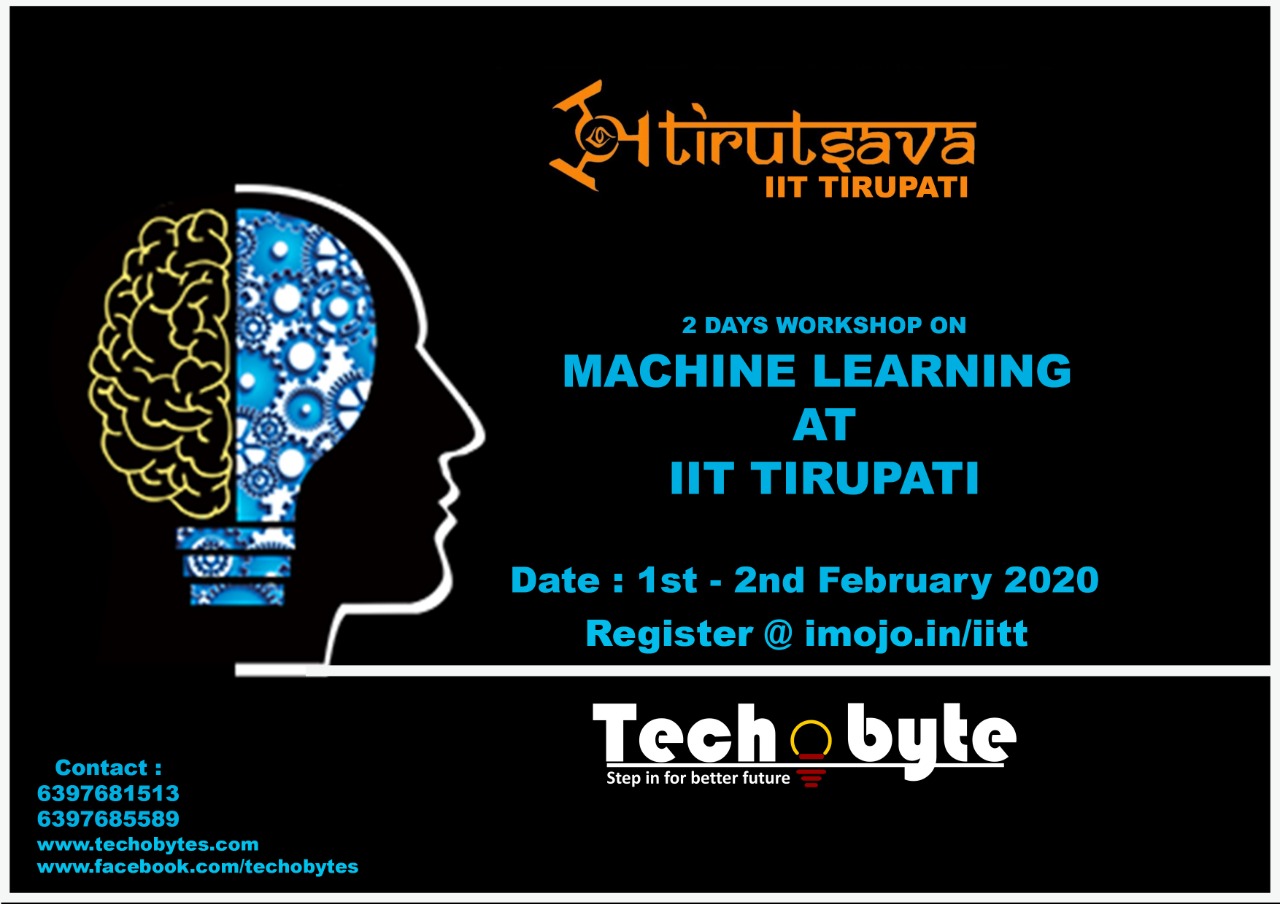 tirutsava
IIT TIRUPATI
2 DAYS WORKSHOP ON
MACHINE LEARNING
AT
IIT TIRUPATI
Date : 1st - 2nd February 2020
Register @ imojo.in/iitt
Tech byte
Step in for better future
Contact :
6397681513
6397685589
www.techobytes.com
www.facebook.com/techobytes